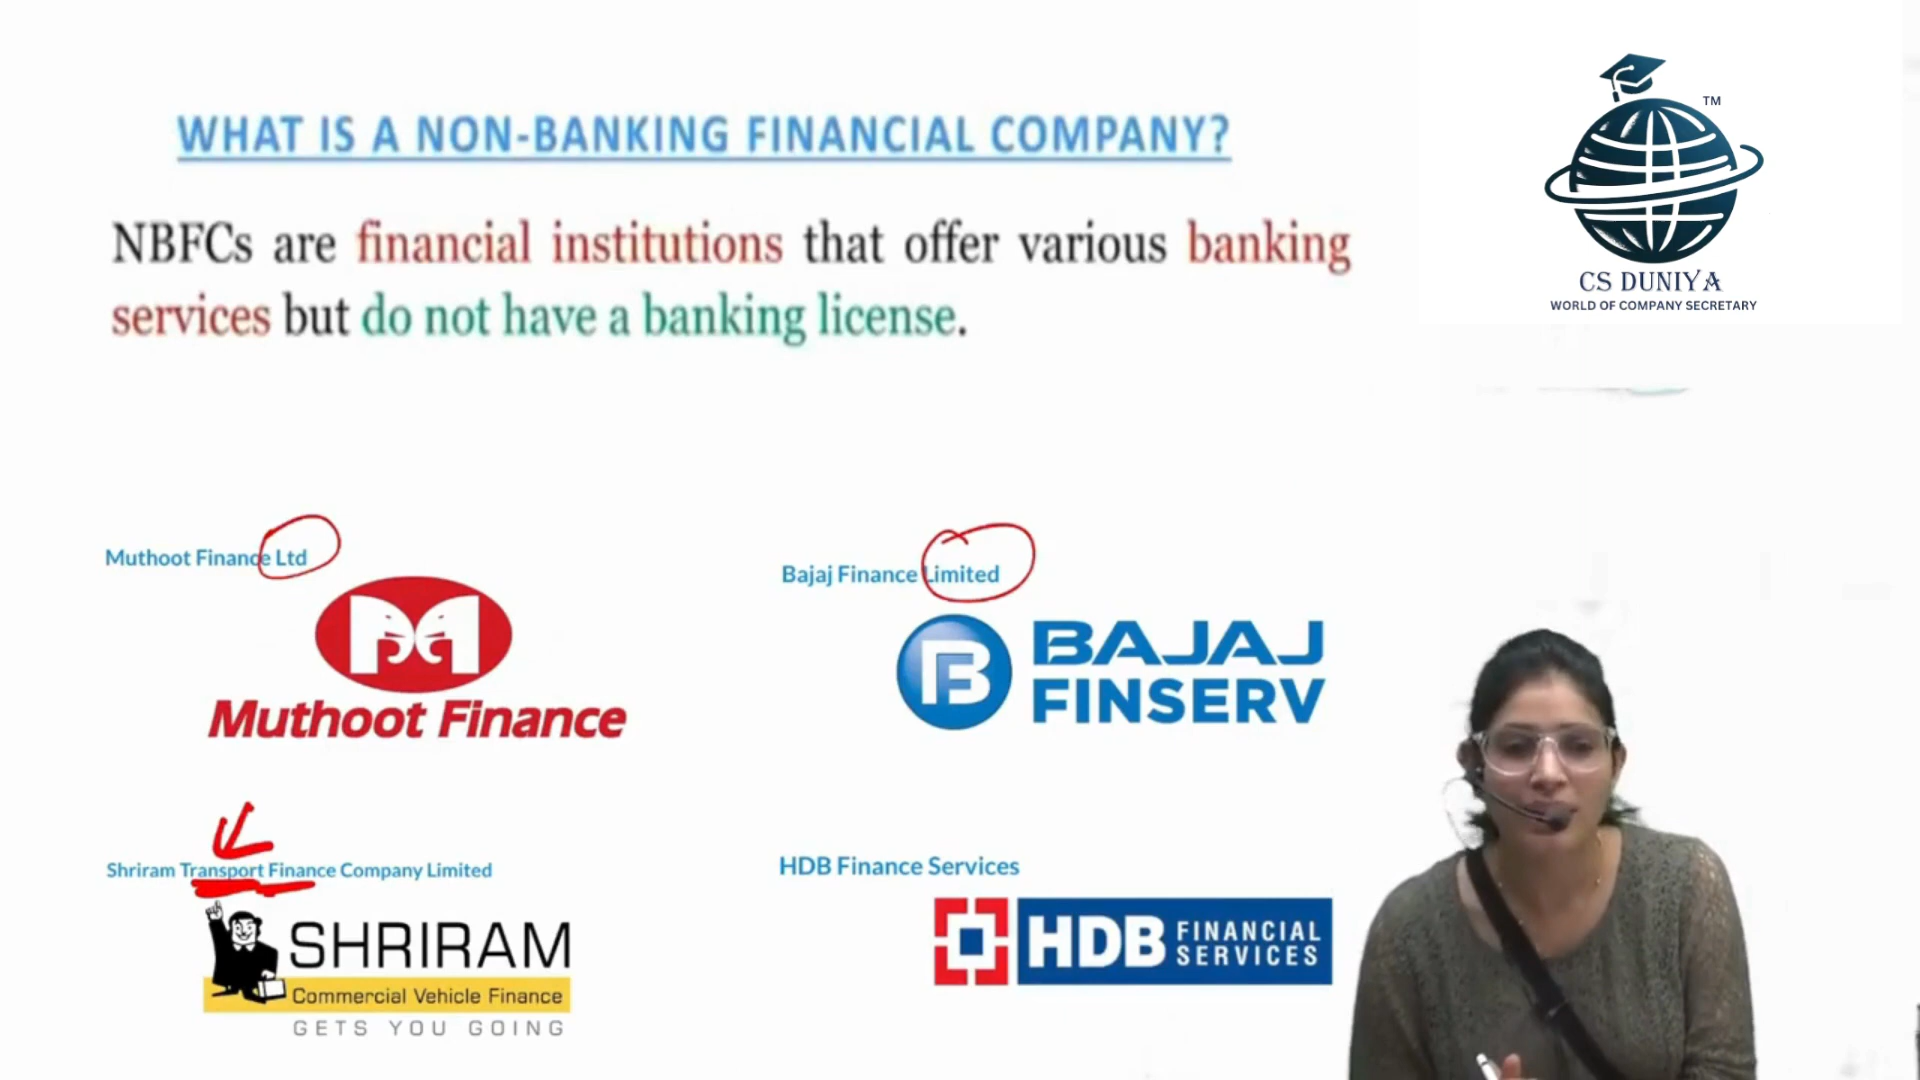 WHAT IS A NON-BANKING FINANCIAL COMPANY?
NBFCs are financial institutions that offer various banking
services but do not have a banking license.
TM
CS DUNIYA
WORLD OF COMPANY SECRETARY
Muthoot Finance Ltd
Muthoot Finance
Bajaj Finance Limited
BAJAJ
FINSERV
Shriram Transport Finance Company Limited
SHRIRAM
Commercial Vehicle Finance
GETS YOU GOING
HDB Finance Services
HDB FINANCIAL
SERVICES